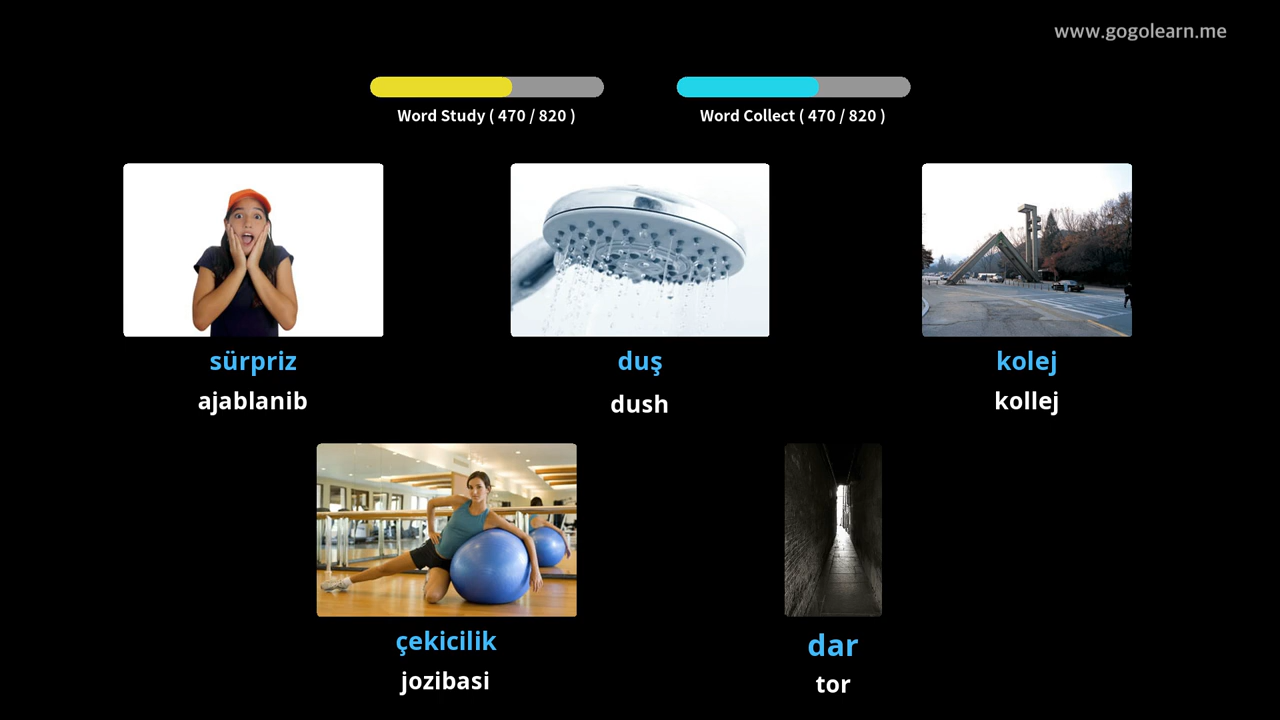 www.gogolearn.me
Word Study ( 470 / 820 )
Word Collect ( 470 / 820 )
sürpriz
ajablanib
duş
dush
kolej
kollej
çekicilik
jozibasi
dar
tor